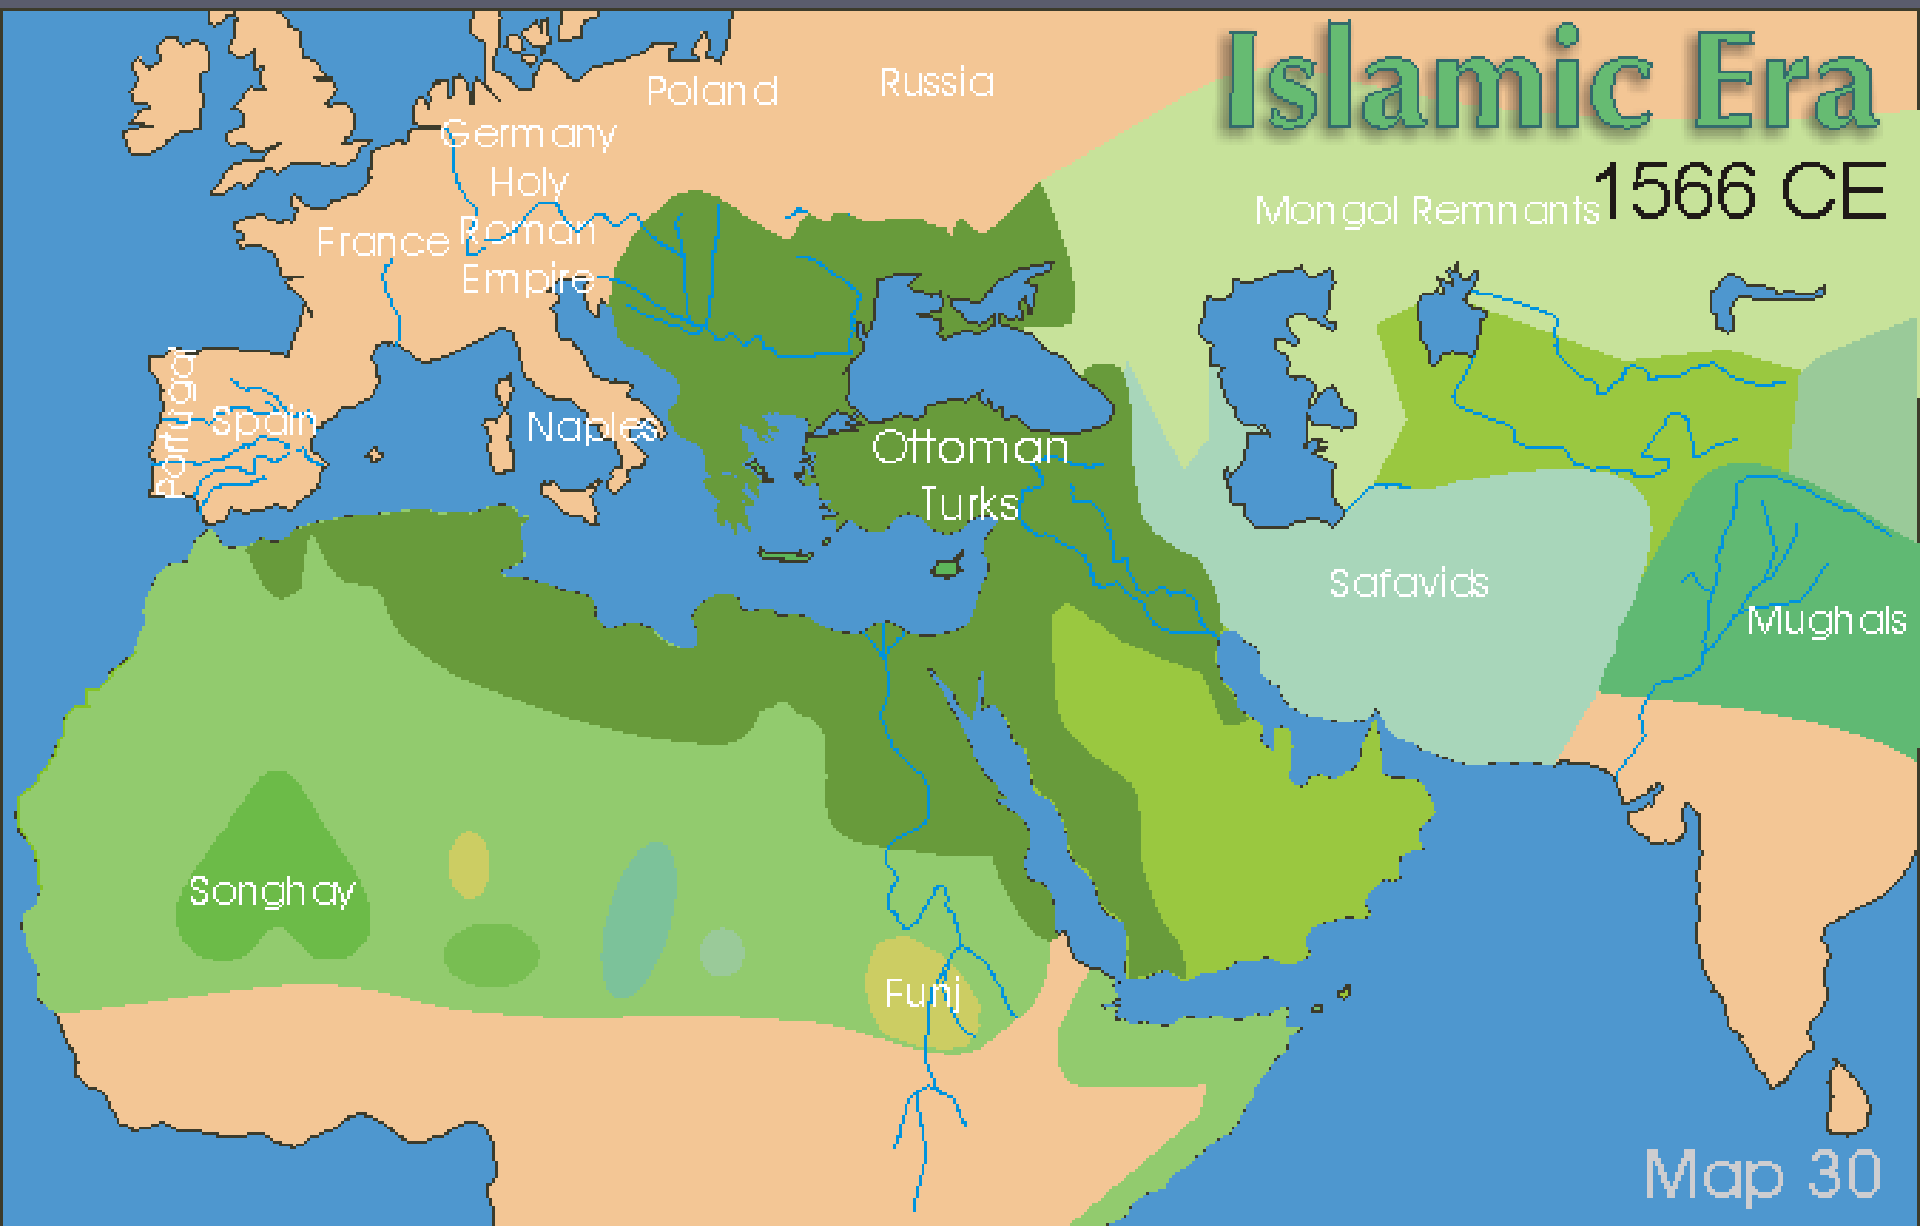 Islamic Era
1566 CE
Poland
Russia
Germany
Holy
Roman
Empire
France
Mongol Remnants
Portugal
Spain
Naples
Ottoman
Turks
Safavids
Mughals
Songhay
Funj
Map 30